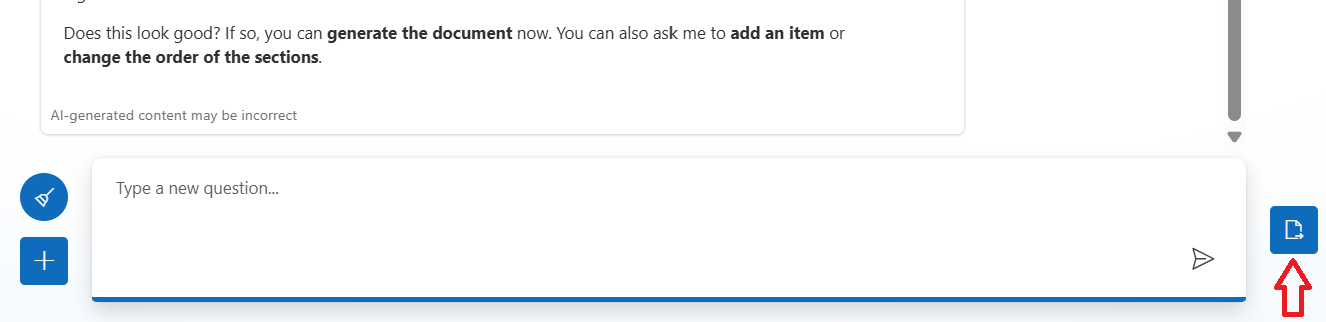 Does this look good? If so, you can generate the document now. You can also ask me to add an item or
change the order of the sections.
AI-generated content may be incorrect
Type a new question...